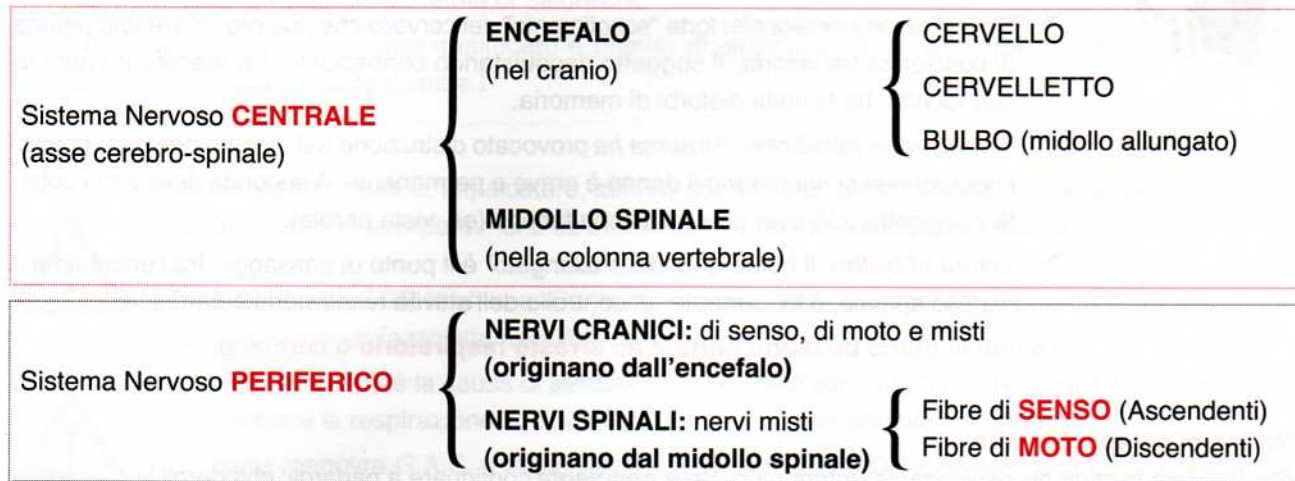 Sistema Nervoso CENTRALE
(asse cerebro-spinale)
ENCEFALO
(nel cranio)
CERVELLO
CERVELLETTO
BULBO (midollo allungato)
MIDOLLO SPINALE
(nella colonna vertebrale)
Sistema Nervoso PERIFERICO
NERVI CRANICI: di senso, di moto e misti
(originano dall'encefalo)
NERVI SPINALI: nervi misti
(originano dal midollo spinale)
Fibre di SENSO (Ascendenti)
Fibre di MOTO (Discendenti)